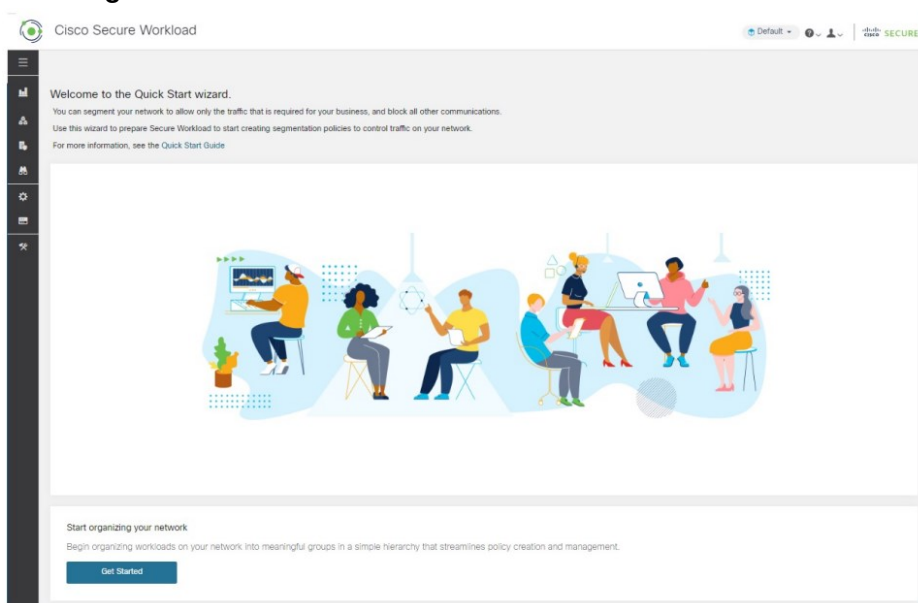 Cisco Secure Workload
Default
cisco SECURE
Welcome to the Quick Start wizard.
You can segment your network to allow only the traffic that is required for your business, and block all other communications.
Use this wizard to prepare Secure Workload to start creating segmentation policies to control traffic on your network.
For more information, see the Quick Start Guide
Start organizing your network
Begin organizing workloads on your network into meaningful groups in a simple hierarchy that streamlines policy creation and management.
Get Started